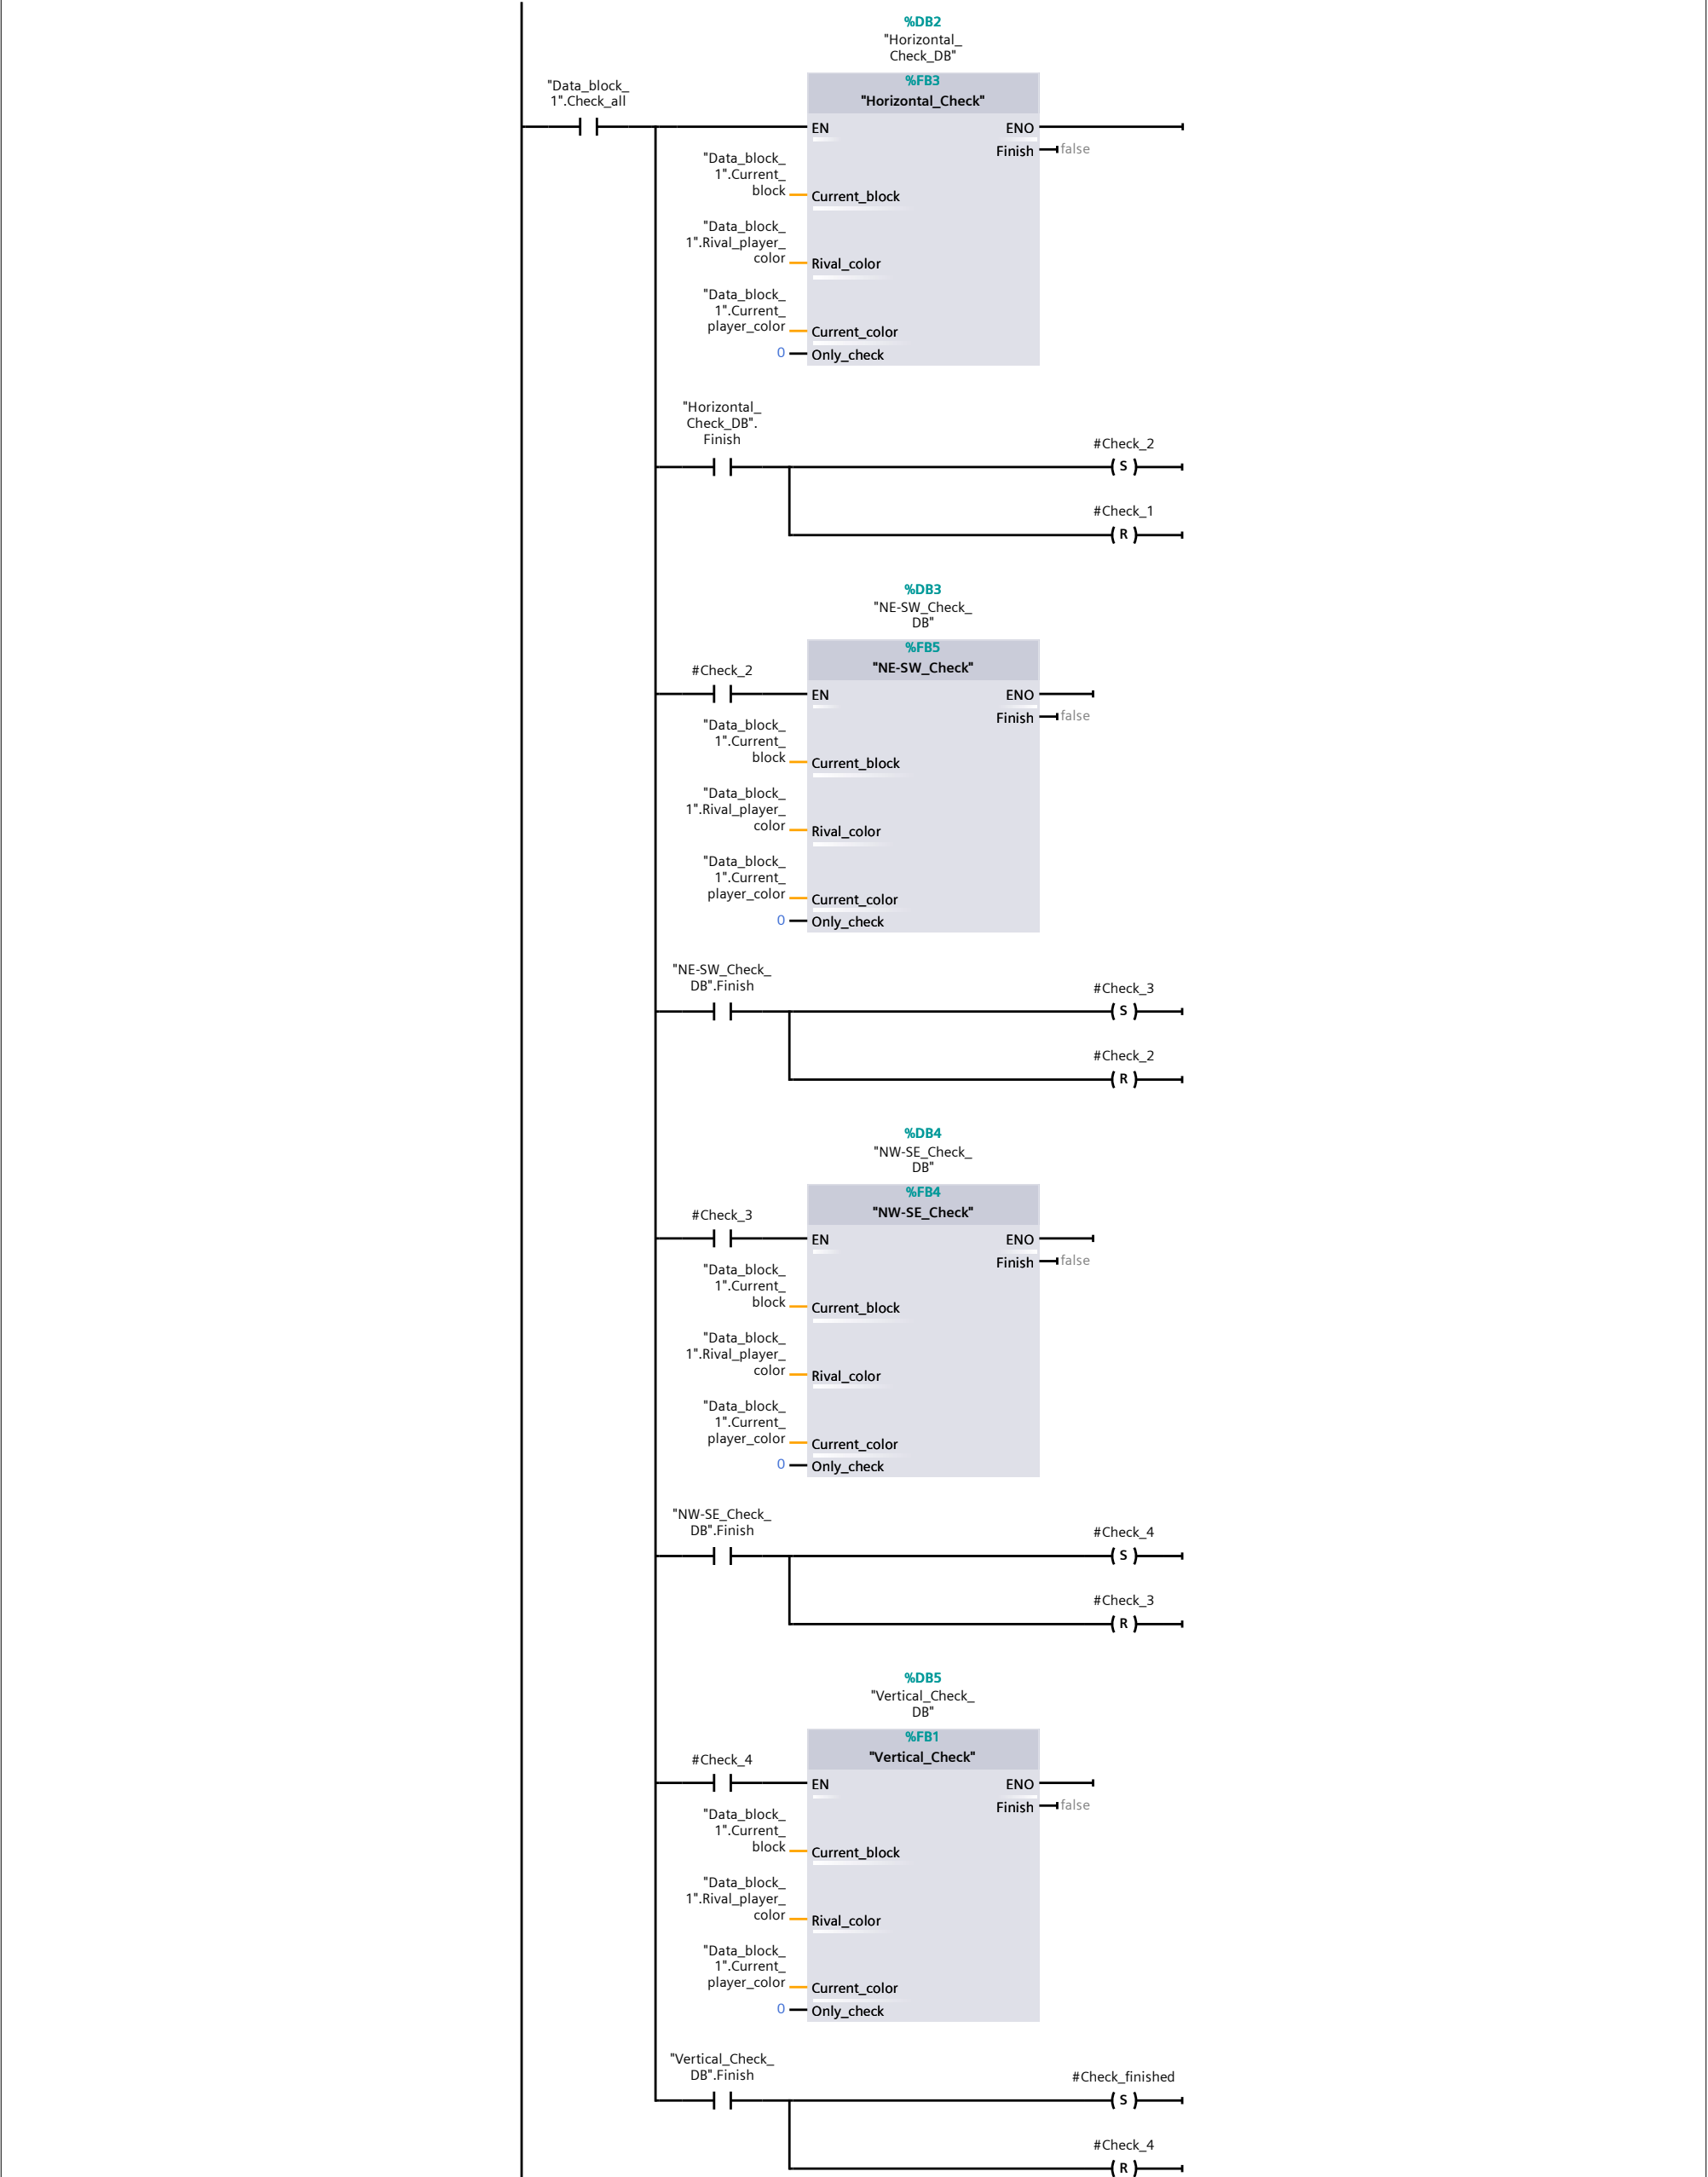 %DB2
"Horizontal_
Check_DB"
"Data_block_
1".Check_all
%FB3
"Horizontal_Check"
EN
ENO
Finish
false
"Data_block_
1".Current_
block
Current_block
"Data_block_
1".Rival_player_
color
Rival_color
"Data_block_
1".Current_
player_color
Current_color
0
Only_check
"Horizontal_
Check_DB".
Finish
#Check_2
( S )
#Check_1
( R )
%DB3
"NE-SW_Check_
DB"
%FB5
"NE-SW_Check"
#Check_2
EN
ENO
Finish
false
"Data_block_
1".Current_
block
Current_block
"Data_block_
1".Rival_player_
color
Rival_color
"Data_block_
1".Current_
player_color
Current_color
0
Only_check
"NE-SW_Check_
DB".Finish
#Check_3
( S )
#Check_2
( R )
%DB4
"NW-SE_Check_
DB"
%FB4
"NW-SE_Check"
#Check_3
EN
ENO
Finish
false
"Data_block_
1".Current_
block
Current_block
"Data_block_
1".Rival_player_
color
Rival_color
"Data_block_
1".Current_
player_color
Current_color
0
Only_check
"NW-SE_Check_
DB".Finish
#Check_4
( S )
#Check_3
( R )
%DB5
"Vertical_Check_
DB"
%FB1
"Vertical_Check"
#Check_4
EN
ENO
Finish
false
"Data_block_
1".Current_
block
Current_block
"Data_block_
1".Rival_player_
color
Rival_color
"Data_block_
1".Current_
player_color
Current_color
0
Only_check
"Vertical_Check_
DB".Finish
#Check_finished
( S )
#Check_4
( R )